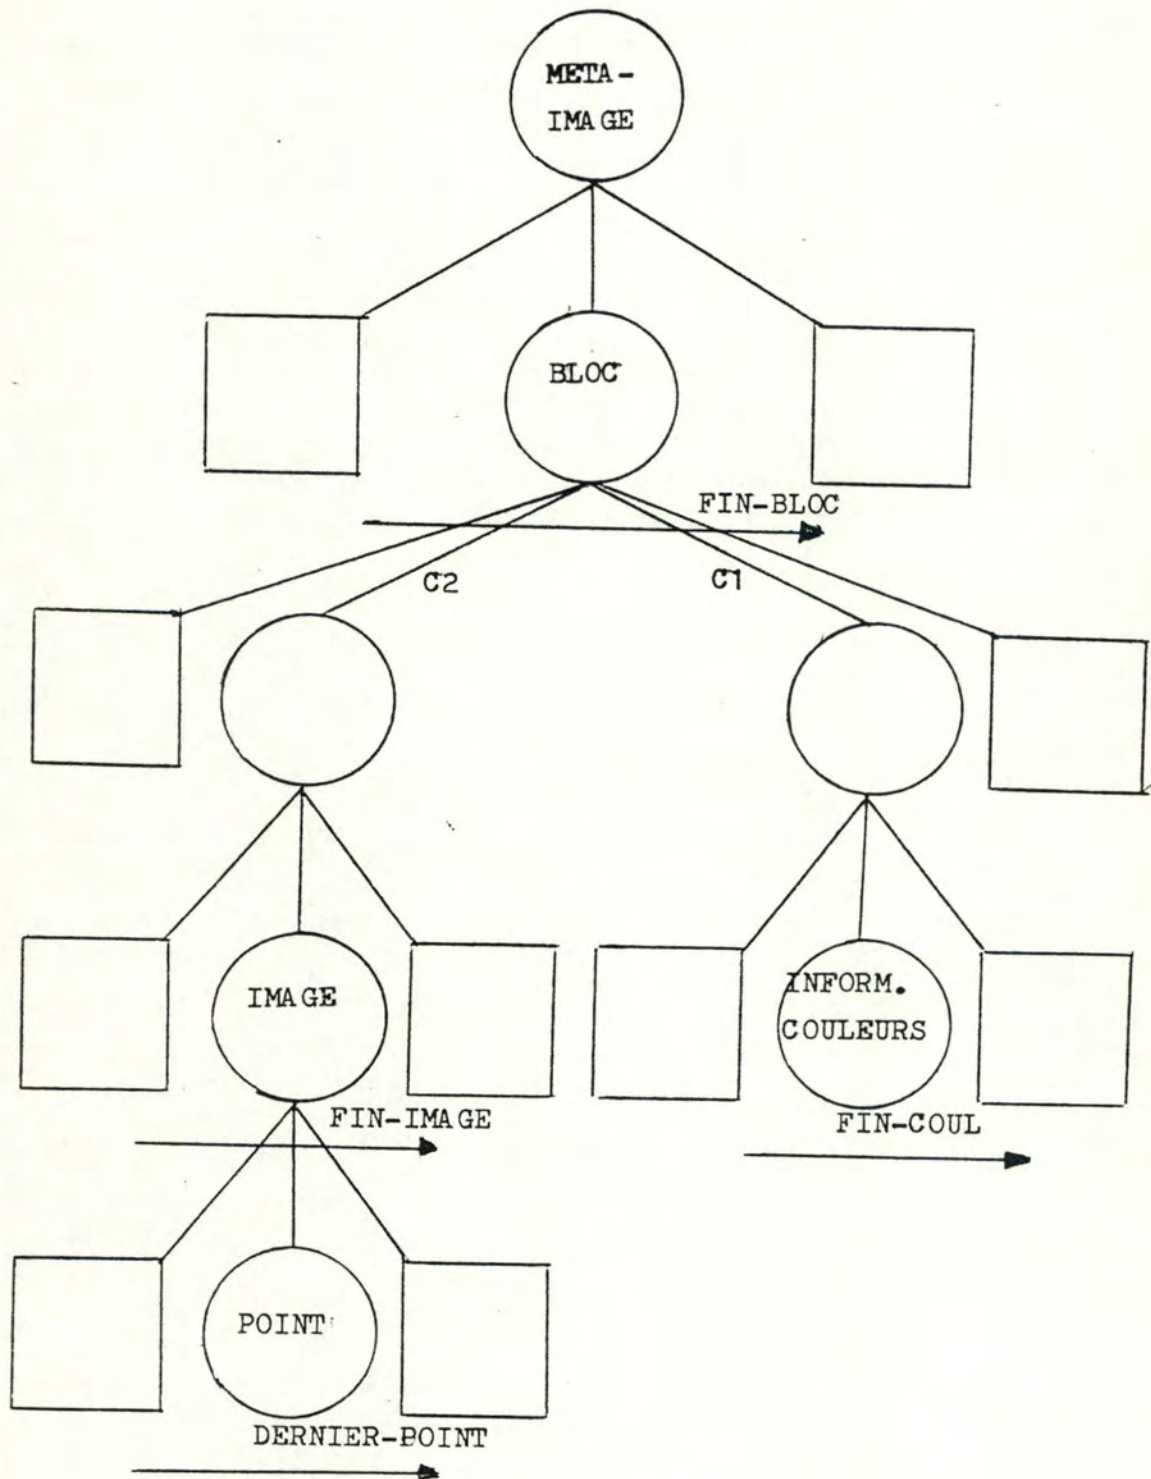 META-
IMAGE
BLOC
FIN-BLOC
C2
C1
IMAGE
INFORM.
COULEURS
FIN-IMAGE
FIN-COUL
POINT
DERNIER-POINT